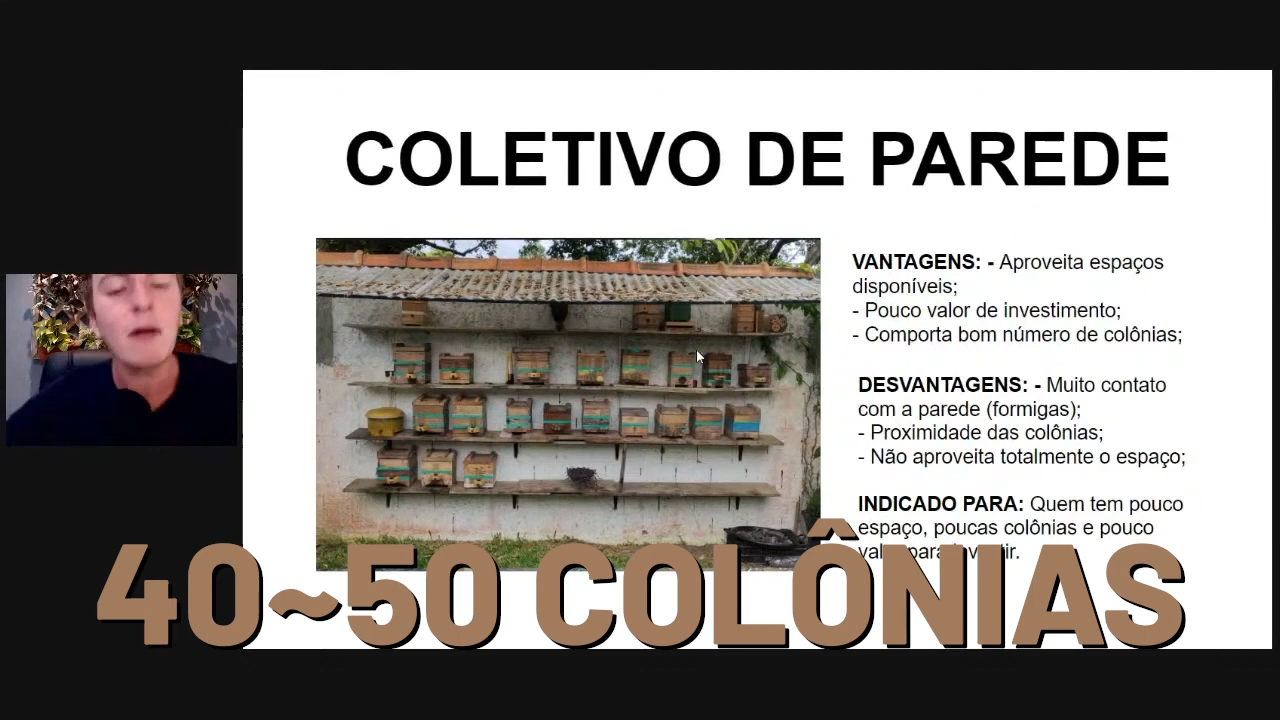 COLETIVO DE PAREDE
VANTAGENS: - Aproveita espaços
disponíveis;
- Pouco valor de investimento;
- Comporta bom número de colônias;
DESVANTAGENS: - Muito contato
com a parede (formigas);
- Proximidade das colônias;
- Não aproveita totalmente o espaço;
INDICADO PARA: Quem tem pouco
espaço, poucas colônias e pouco
para
40~50 COLÔNIAS